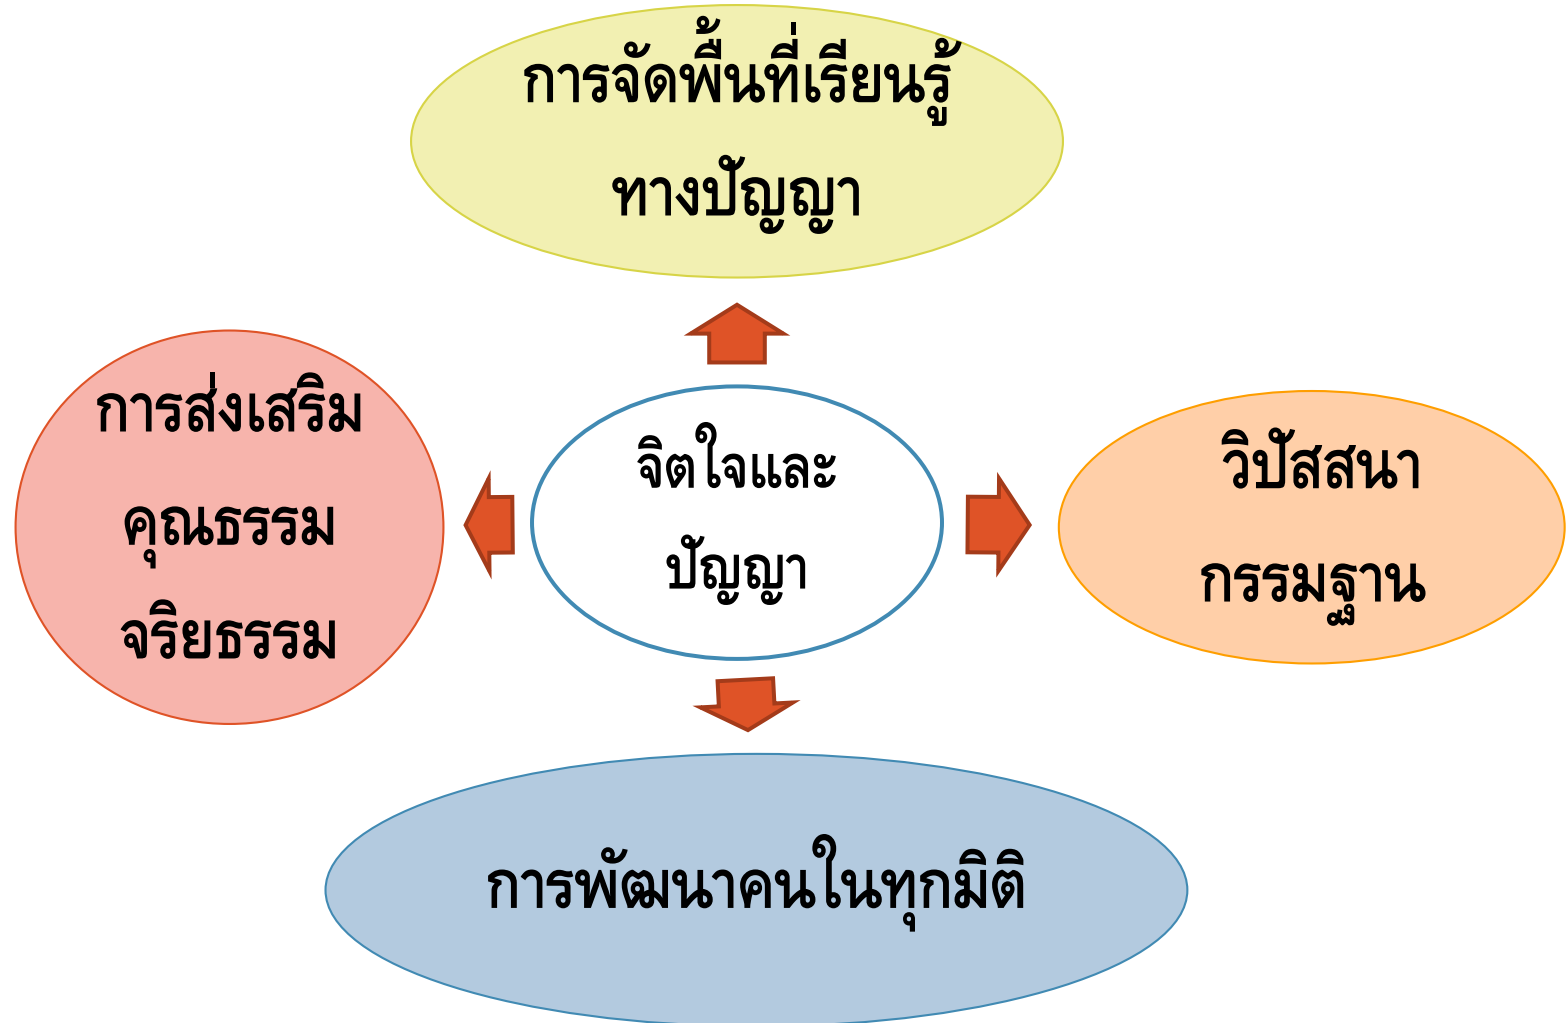 การจัดพื้นที่เรียนรู้
ทางปัญญา
การส่งเสริม
คุณธรรม
จริยธรรม
จิตใจและ
ปัญญา
วิปัสสนา
กรรมฐาน
การพัฒนาคนในทุกมิติ